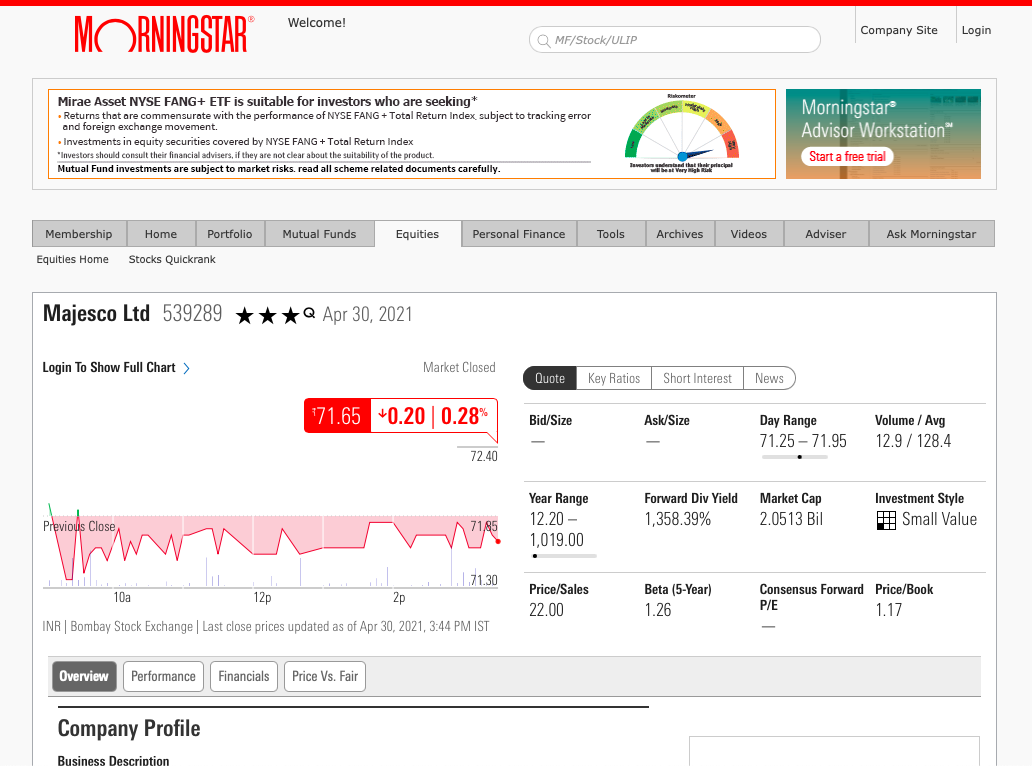 MORNINGSTAR®
Welcome!
MF/Stock/ULIP
Company Site
Login
Mirae Asset NYSE FANG+ ETF is suitable for investors who are seeking*
• Returns that are commensurate with the performance of NYSE FANG + Total Return Index, subject to tracking error
and foreign exchange movement.
• Investments in equity securities covered by NYSE FANG + Total Return Index
*Investors should consult their financial advisers, if they are not clear about the suitability of the product.
Mutual Fund investments are subject to market risks. read all scheme related documents carefully.
Riskometer
Investors understand that their principal
will be at Very High Risk
Morningstar®
Advisor Workstation℠
Start a free trial
Membership
Home
Portfolio
Mutual Funds
Equities
Personal Finance
Tools
Archives
Videos
Adviser
Ask Morningstar
Equities Home
Stocks Quickrank
Majesco Ltd 539289 ★★★Q Apr 30, 2021
Login To Show Full Chart
Market Closed
↑71.65 ↓0.20 | 0.28%
72.40
Previous Close
71.85
71.30
10a
12p
2p
INR | Bombay Stock Exchange | Last close prices updated as of Apr 30, 2021, 3:44 PM IST
Quote
Key Ratios
Short Interest
News
Bid/Size
Ask/Size
Day Range
Volume / Avg
—
—
71.25 – 71.95
12.9 / 128.4
Year Range
Forward Div Yield
Market Cap
Investment Style
12.20 –
1,019.00
1,358.39%
2.0513 Bil
Small Value
Price/Sales
Beta (5-Year)
Consensus Forward
P/E
Price/Book
22.00
1.26
—
1.17
Overview
Performance
Financials
Price Vs. Fair
Company Profile
Business Description